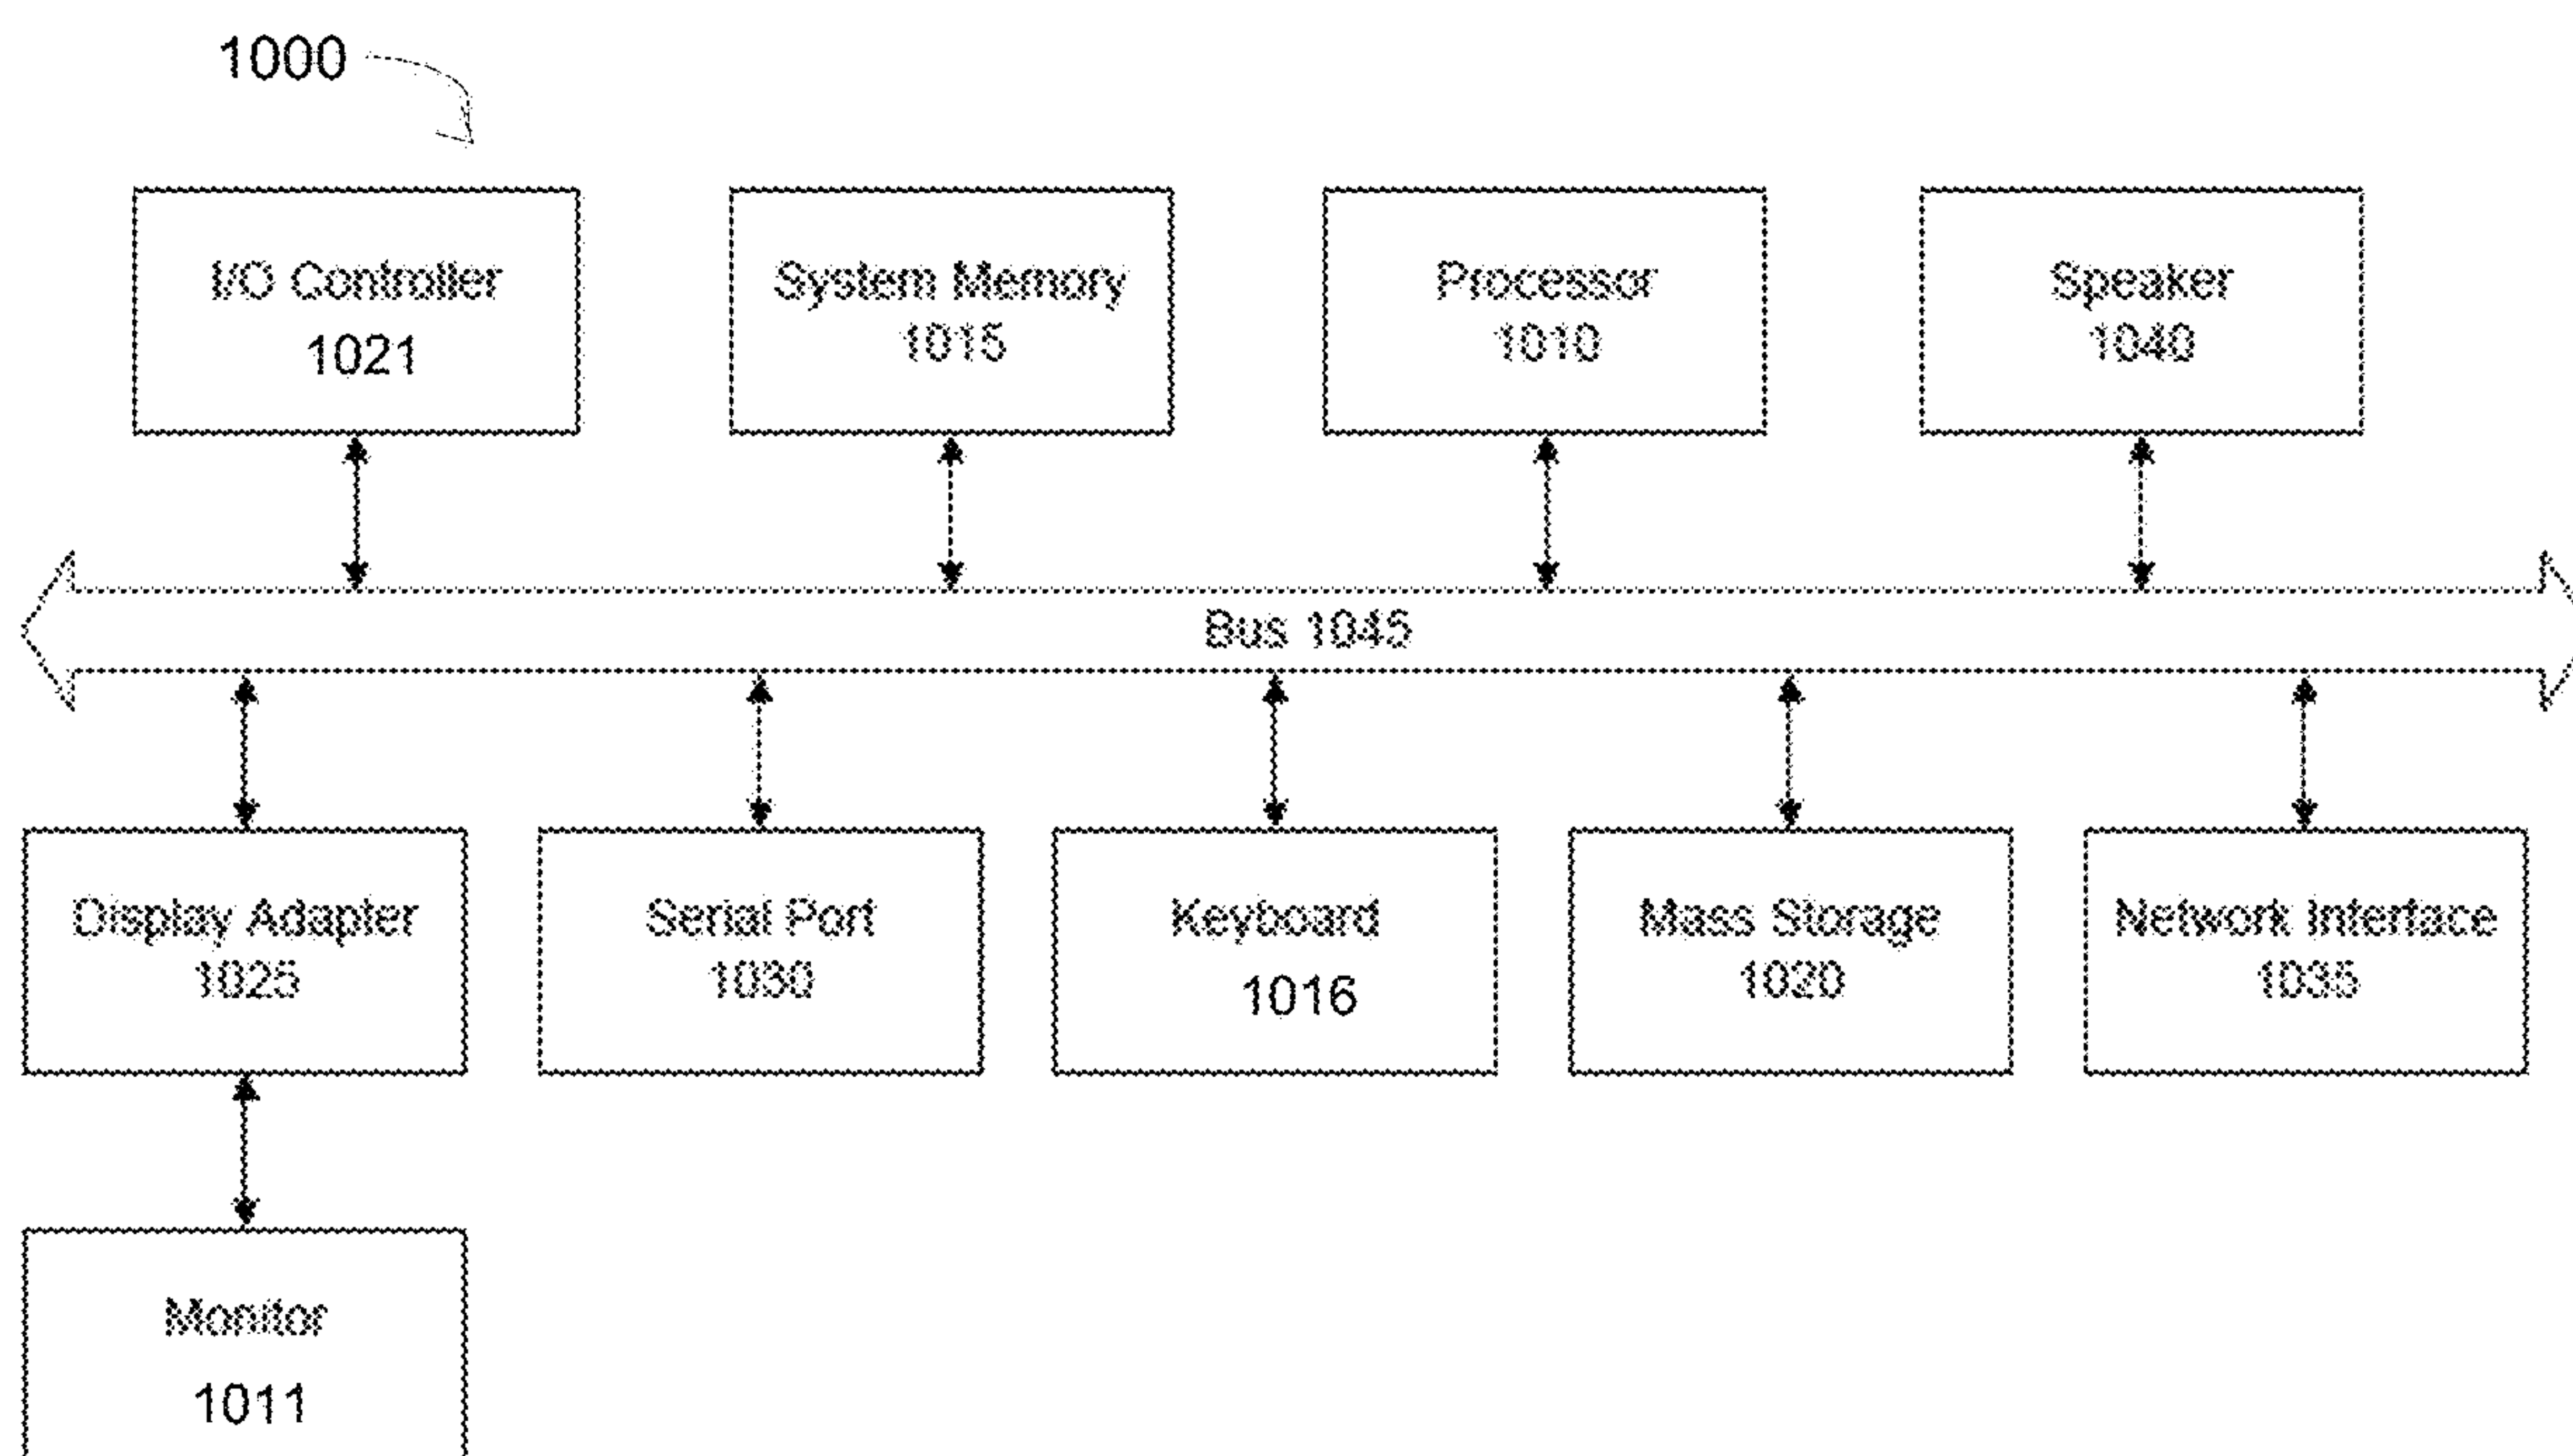 1000
I/O Controller
1021
System Memory
1015
Processor
1010
Speaker
1040
Bus 1045
Display Adapter
1025
Serial Port
1030
Keyboard
1016
Mass Storage
1020
Network Interface
1035
Monitor
1011